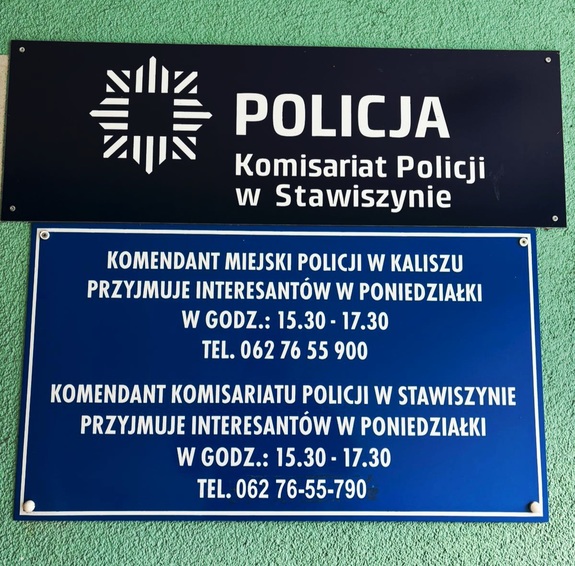 POLICJA
Komisariat Policji
w Stawiszynie
KOMENDANT MIEJSKI POLICJI W KALISZU
PRZYJMUJE INTERESANTÓW W PONIEDZIAŁKI
W GODZ.: 15.30 - 17.30
TEL. 062 76 55 900
KOMENDANT KOMISARIATU POLICJI W STAWISZYNIE
PRZYJMUJE INTERESANTÓW W PONIEDZIAŁKI
W GODZ.: 15.30 - 17.30
TEL. 062 76-55-790